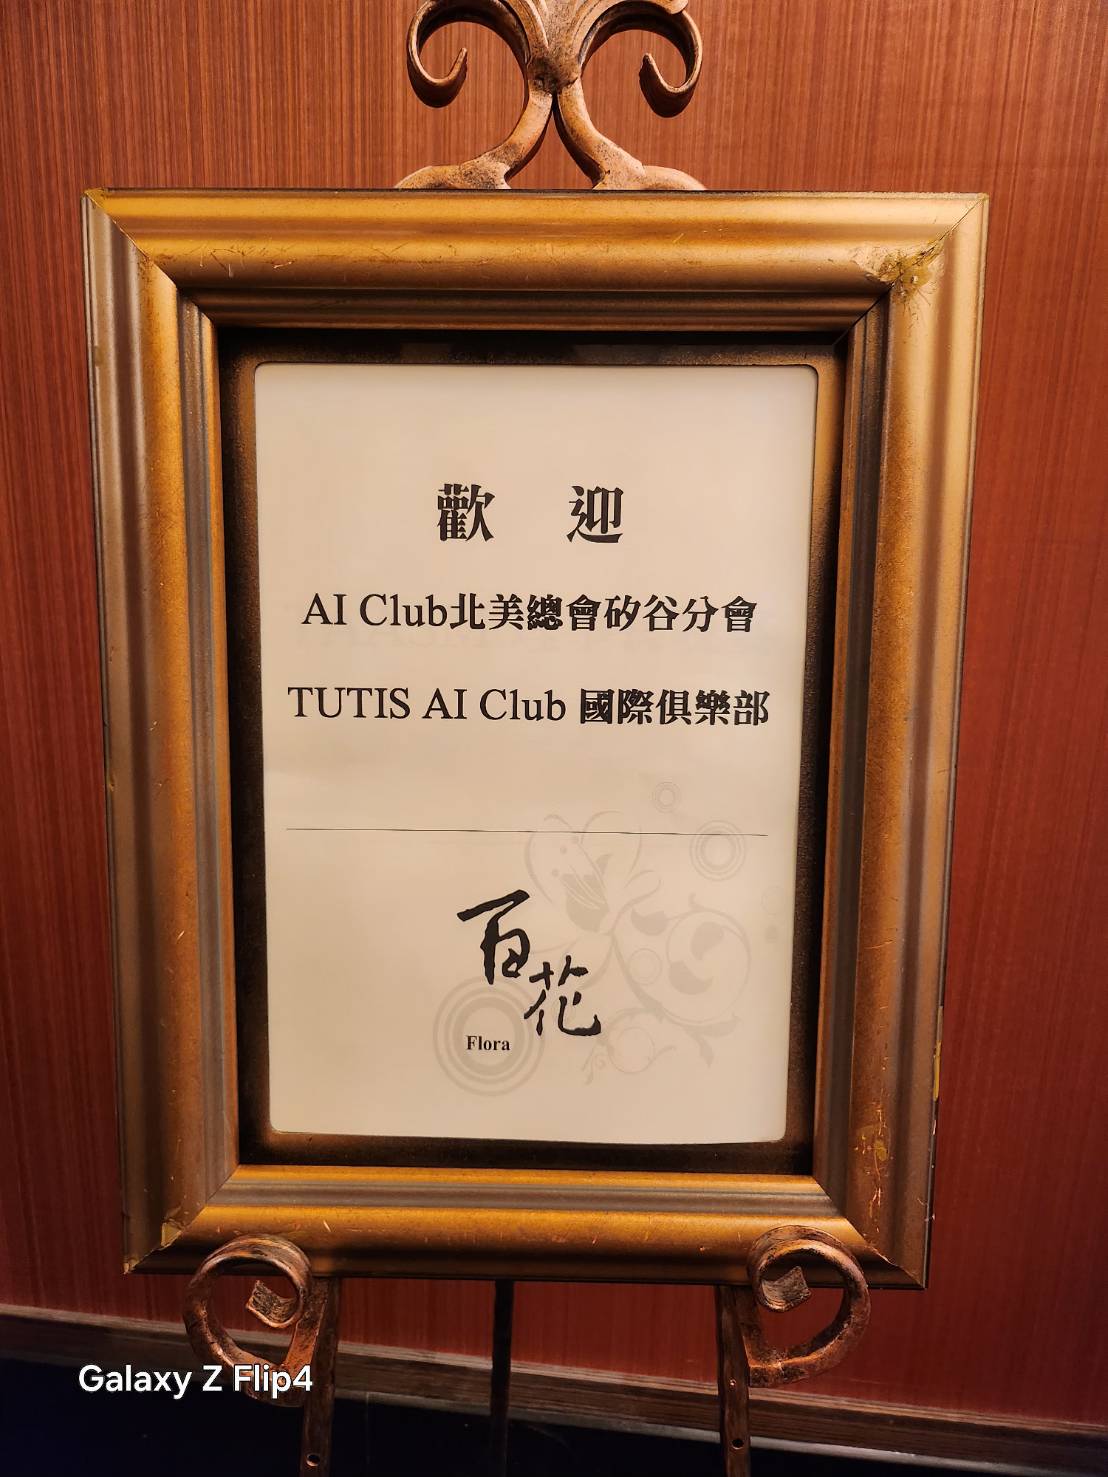 歡 迎
AI Club北美總會矽谷分會
TUTIS AI Club 國際俱樂部
百花
Flora
Galaxy Z Flip4